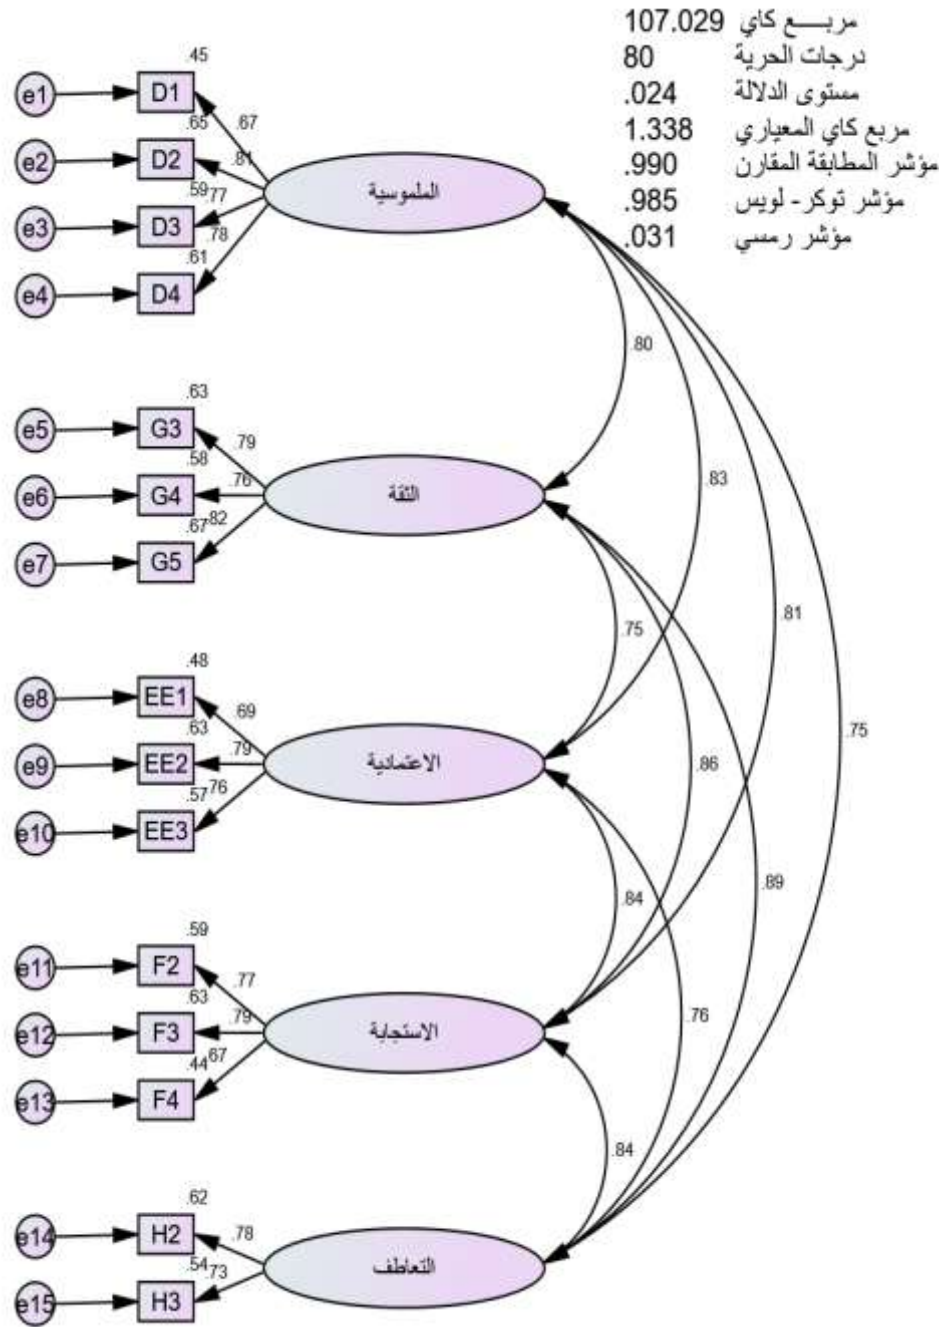 107.029 مربـــع كاي
80 درجات الحرية
.024 مستوى الدلالة
1.338 مربع كاي المعياري
.990 مؤشر المطابقة المقارن
.985 مؤشر توكر- لويس
.031 مؤشر رمسي
.45
e1 D1 .67
.65
e2 D2 .81
الملموسية
.59 .77
e3 D3 .78
.61
e4 D4
.80
.63
e5 G3 .79
.58
e6 G4 .76
الثقة
.83
.67 .82
e7 G5
.75
.81
.48
e8 EE1 .69
.63
e9 EE2 .79
الاعتمادية
.86
.75
.57 .76
e10 EE3
.84
.89
.59
e11 F2 .77
.63
e12 F3 .79
الاستجابة
.76
.44 .67
e13 F4
.84
.62
e14 H2 .78
التعاطف
.54 .73
e15 H3